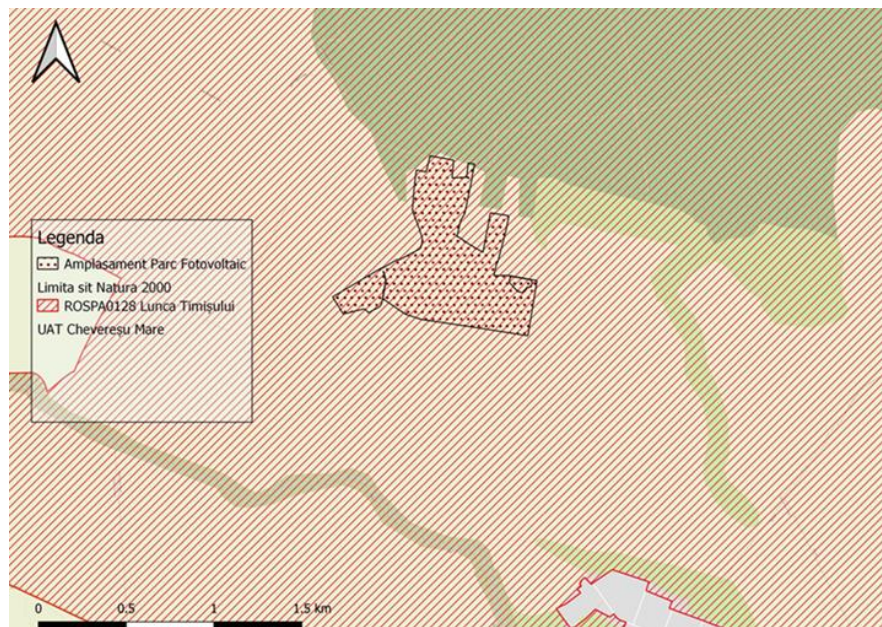 Legenda
Amplasament Parc Fotovoltaic
Limita sit Natura 2000
ROSPA0128 Lunca Timișului
UAT Cheveresu Mare
0 0.5 1 1.5 km